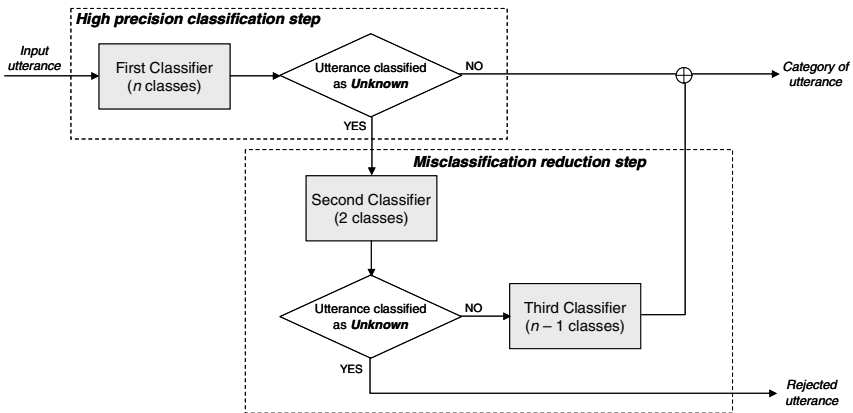 High precision classification step
Input
utterance
First Classifier
(n classes)
Utterance classified
as Unknown
NO
Category of
utterance
YES
Misclassification reduction step
Second Classifier
(2 classes)
Utterance classified
as Unknown
NO
Third Classifier
(n – 1 classes)
YES
Rejected
utterance